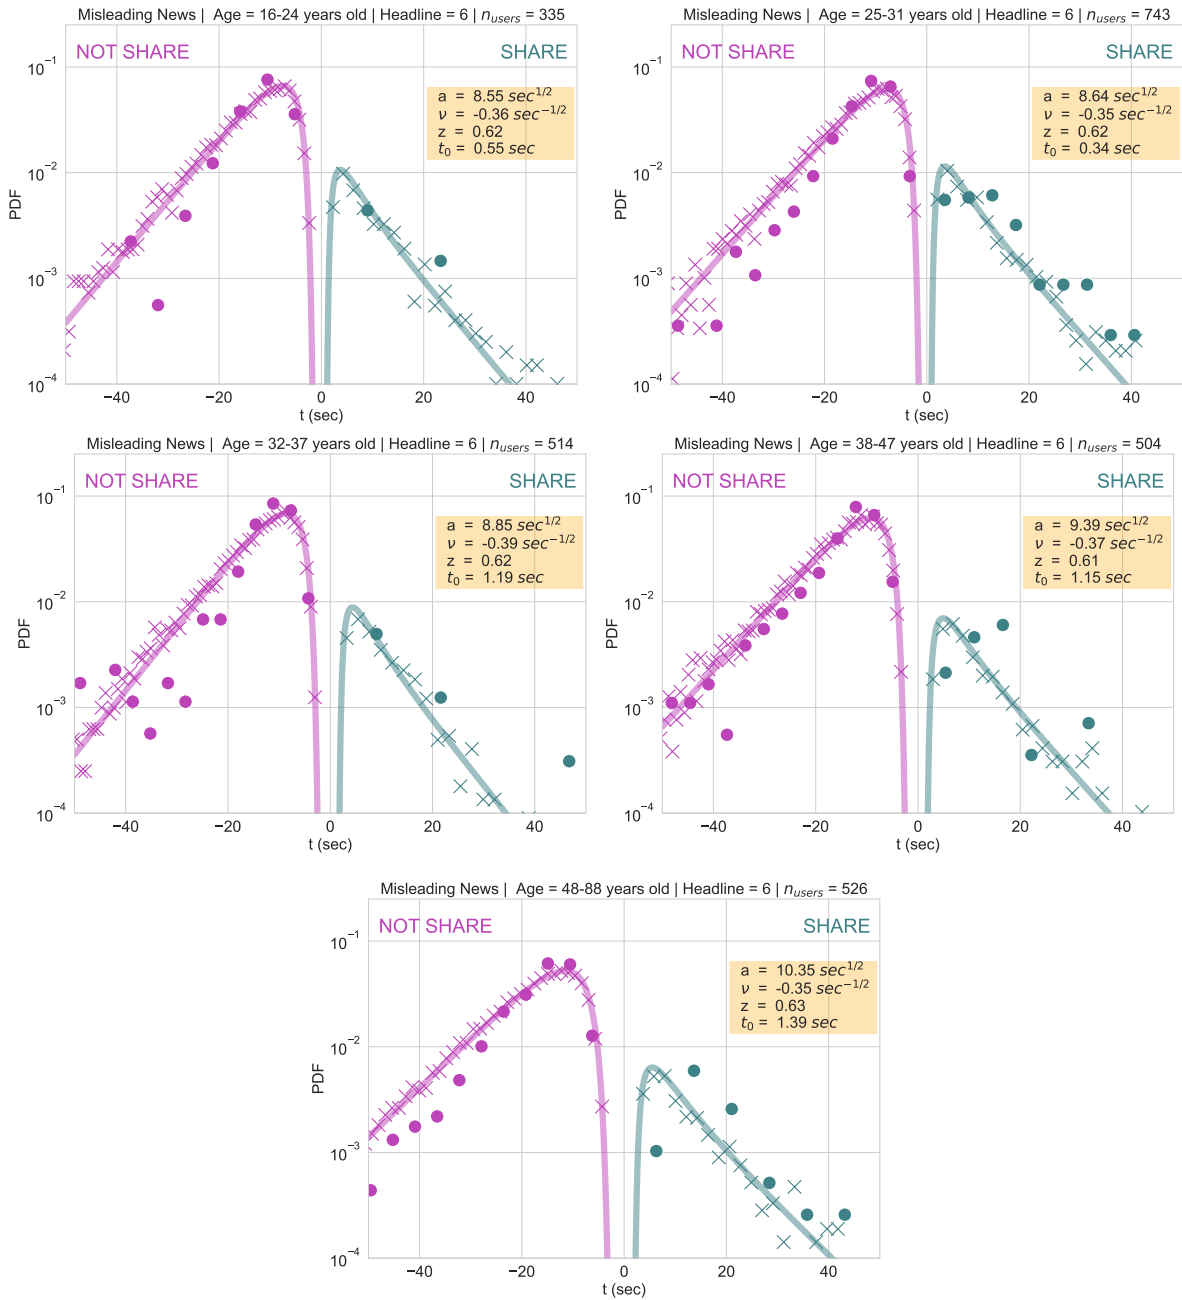 Misleading News | Age = 16-24 years old | Headline = 6 | n_users = 335
NOT SHARE
SHARE
a = 8.55 sec^1/2
ν = -0.36 sec^−1/2
z = 0.62
t_0 = 0.55 sec
PDF
10^−1
10^−2
10^−3
10^−4
−40
−20
0
20
40
t (sec)
Misleading News | Age = 25-31 years old | Headline = 6 | n_users = 743
NOT SHARE
SHARE
a = 8.64 sec^1/2
ν = -0.35 sec^−1/2
z = 0.62
t_0 = 0.34 sec
PDF
10^−1
10^−2
10^−3
10^−4
−40
−20
0
20
40
t (sec)
Misleading News | Age = 32-37 years old | Headline = 6 | n_users = 514
NOT SHARE
SHARE
a = 8.85 sec^1/2
ν = -0.39 sec^−1/2
z = 0.62
t_0 = 1.19 sec
PDF
10^−1
10^−2
10^−3
10^−4
−40
−20
0
20
40
t (sec)
Misleading News | Age = 38-47 years old | Headline = 6 | n_users = 504
NOT SHARE
SHARE
a = 9.39 sec^1/2
ν = -0.37 sec^−1/2
z = 0.61
t_0 = 1.15 sec
PDF
10^−1
10^−2
10^−3
10^−4
−40
−20
0
20
40
t (sec)
Misleading News | Age = 48-88 years old | Headline = 6 | n_users = 526
NOT SHARE
SHARE
a = 10.35 sec^1/2
ν = -0.35 sec^−1/2
z = 0.63
t_0 = 1.39 sec
PDF
10^−1
10^−2
10^−3
10^−4
−40
−20
0
20
40
t (sec)